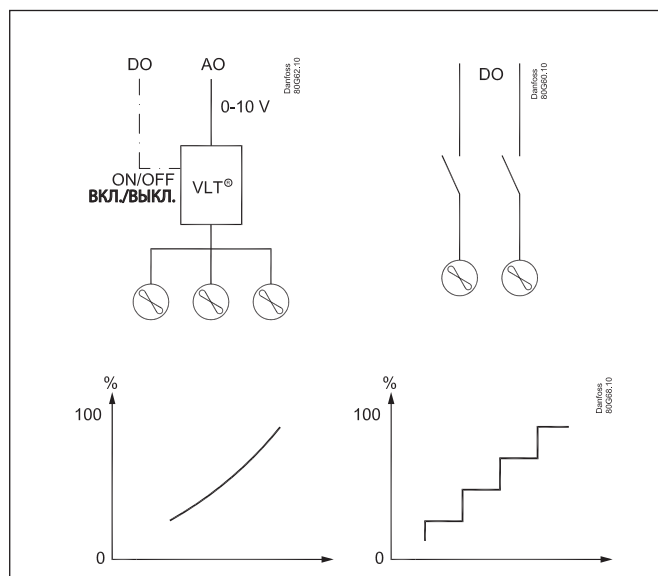 DO
AO
Danfoss
80G62.10
0-10 V
ON/OFF
ВКЛ./ВЫКЛ.
VLT®
DO
Danfoss
80G60.10
%
100
0
%
100
0
Danfoss
80G68.10